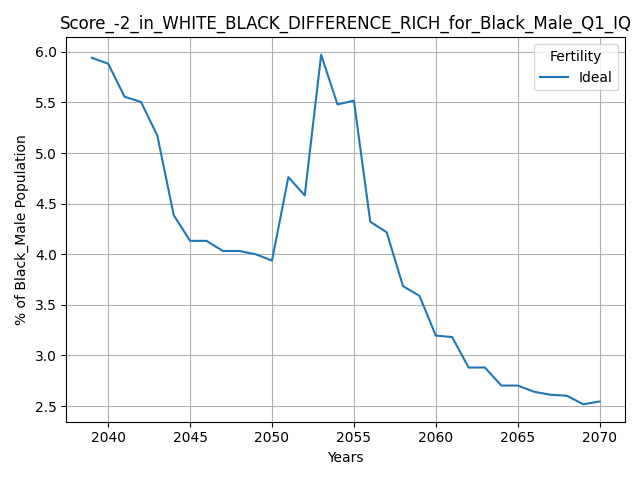 Score_-2_in_WHITE_BLACK_DIFFERENCE_RICH_for_Black_Male_Q1_IQ
Fertility
Ideal
% of Black_Male Population
6.0
5.5
5.0
4.5
4.0
3.5
3.0
2.5
2040 2045 2050 2055 2060 2065 2070
Years